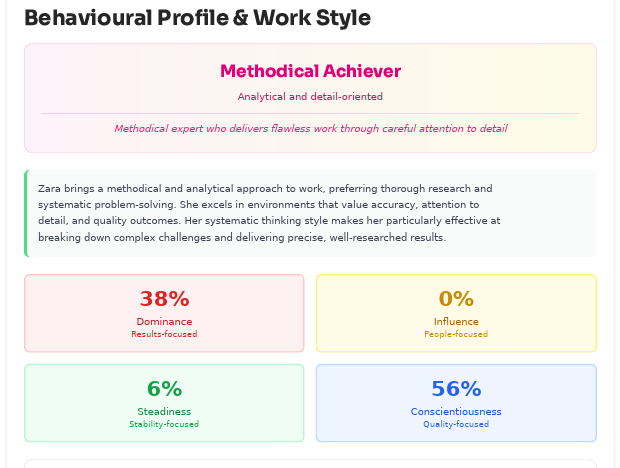 Behavioural Profile & Work Style
Methodical Achiever
Analytical and detail-oriented
Methodical expert who delivers flawless work through careful attention to detail
Zara brings a methodical and analytical approach to work, preferring thorough research and
systematic problem-solving. She excels in environments that value accuracy, attention to
detail, and quality outcomes. Her systematic thinking style makes her particularly effective at
breaking down complex challenges and delivering precise, well-researched results.
38%
Dominance
Results-focused
0%
Influence
People-focused
6%
Steadiness
Stability-focused
56%
Conscientiousness
Quality-focused